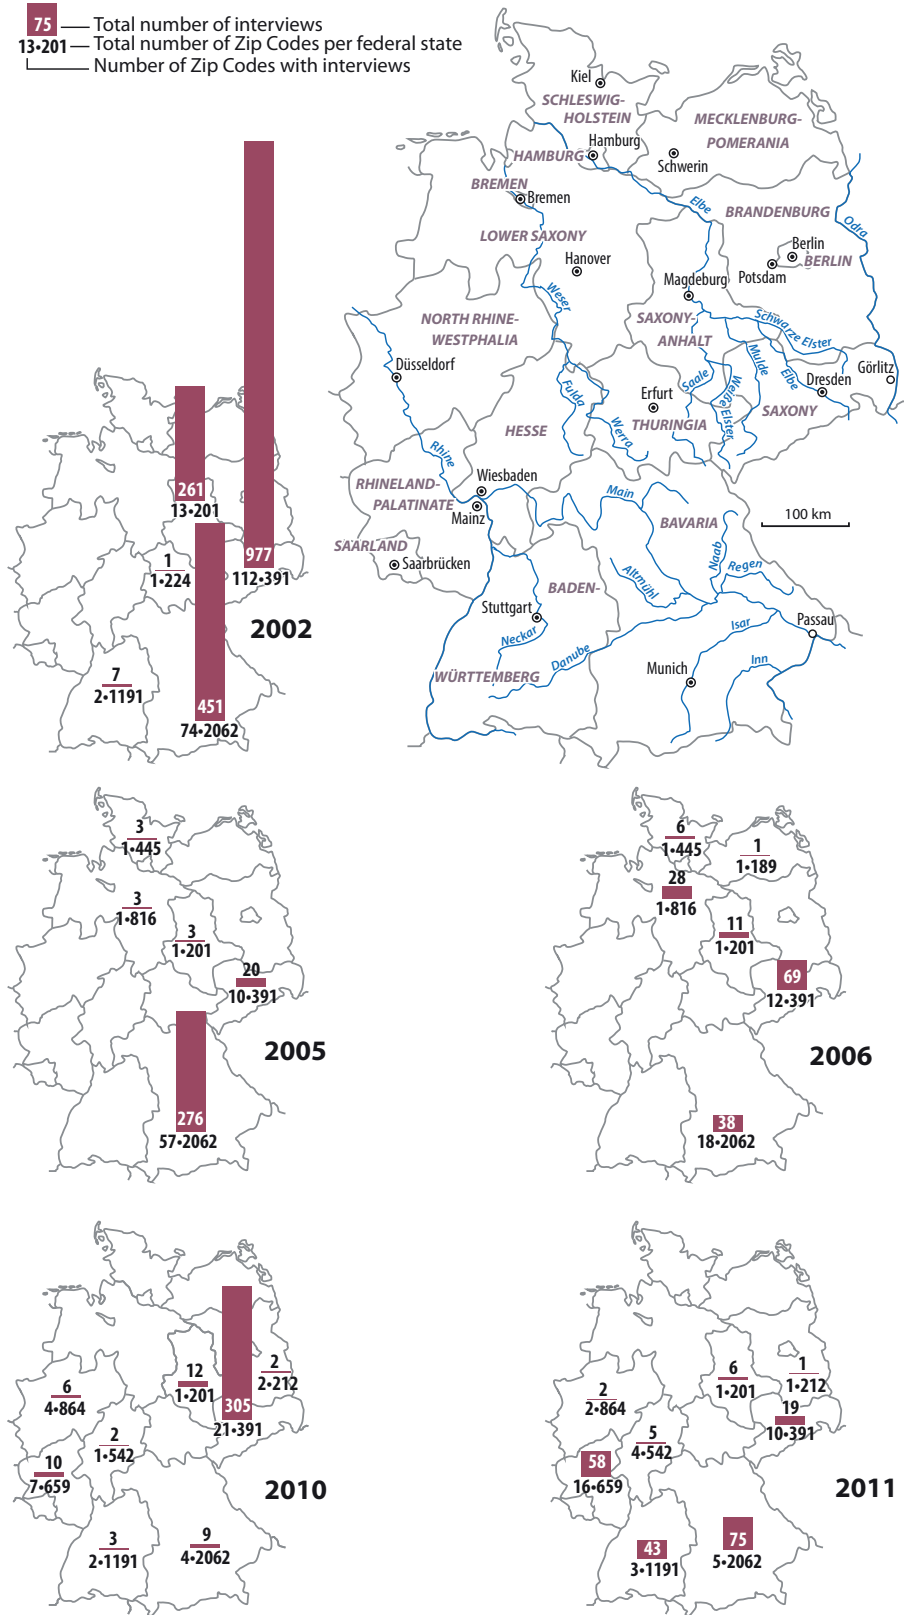 75 Total number of interviews
13•201 Total number of Zip Codes per federal state
Number of Zip Codes with interviews
Kiel
SCHLESWIG-
HOLSTEIN
MECKLENBURG-
POMERANIA
Hamburg
HAMBURG
Schwerin
BREMEN
Bremen
Elbe
BRANDENBURG
Odra
LOWER SAXONY
Berlin
BERLIN
Hanover
Potsdam
Magdeburg
Weser
NORTH RHINE-
WESTPHALIA
SAXONY-
ANHALT
Schwarze Elster
Mulde
Elbe
Görlitz
Düsseldorf
Fulda
Saale
Weiße Elster
Dresden
Erfurt
SAXONY
THURINGIA
HESSE
Werra
Rhine
Wiesbaden
RHINELAND-
PALATINATE
Mainz
Main
BAVARIA
100 km
SAARLAND
Saarbrücken
Naab
Regen
Altmühl
BADEN-
Stuttgart
Neckar
Danube
Isar
Passau
Inn
Munich
WÜRTTEMBERG
261
13•201
977
112•391
1
1•224
2002
7
2•1191
451
74•2062
3
1•445
3
1•816
3
1•201
20
10•391
2005
276
57•2062
6
1•445
1
1•189
28
1•816
11
1•201
69
12•391
2006
38
18•2062
2
2•212
12
1•201
6
4•864
305
21•391
2
1•542
10
7•659
2010
3
2•1191
9
4•2062
1
1•212
6
1•201
2
2•864
19
10•391
5
4•542
58
16•659
2011
43
3•1191
75
5•2062